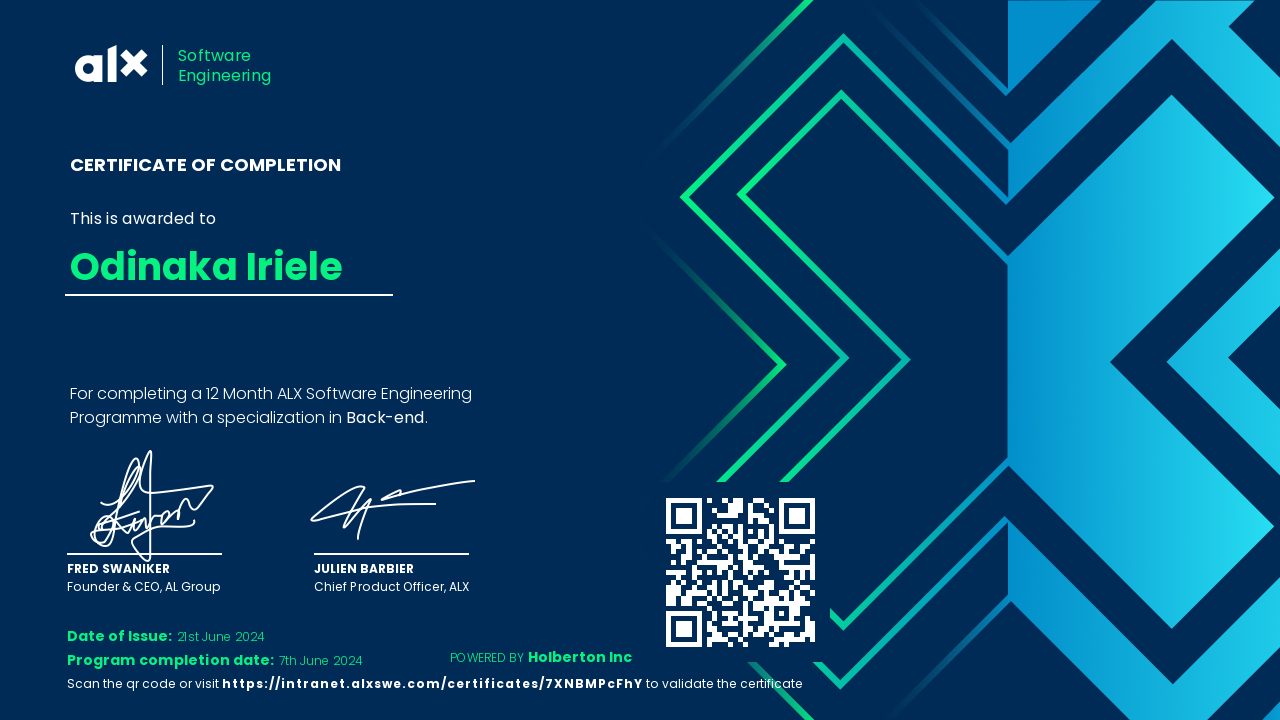 alx
Software
Engineering
CERTIFICATE OF COMPLETION
This is awarded to
Odinaka Iriele
For completing a 12 Month ALX Software Engineering
Programme with a specialization in Back-end.
FRED SWANIKER
Founder & CEO, AL Group
JULIEN BARBIER
Chief Product Officer, ALX
Date of Issue: 21st June 2024
Program completion date: 7th June 2024
POWERED BY Holberton Inc
Scan the qr code or visit https://intranet.alxswe.com/certificates/7XNBMPcFhY to validate the certificate